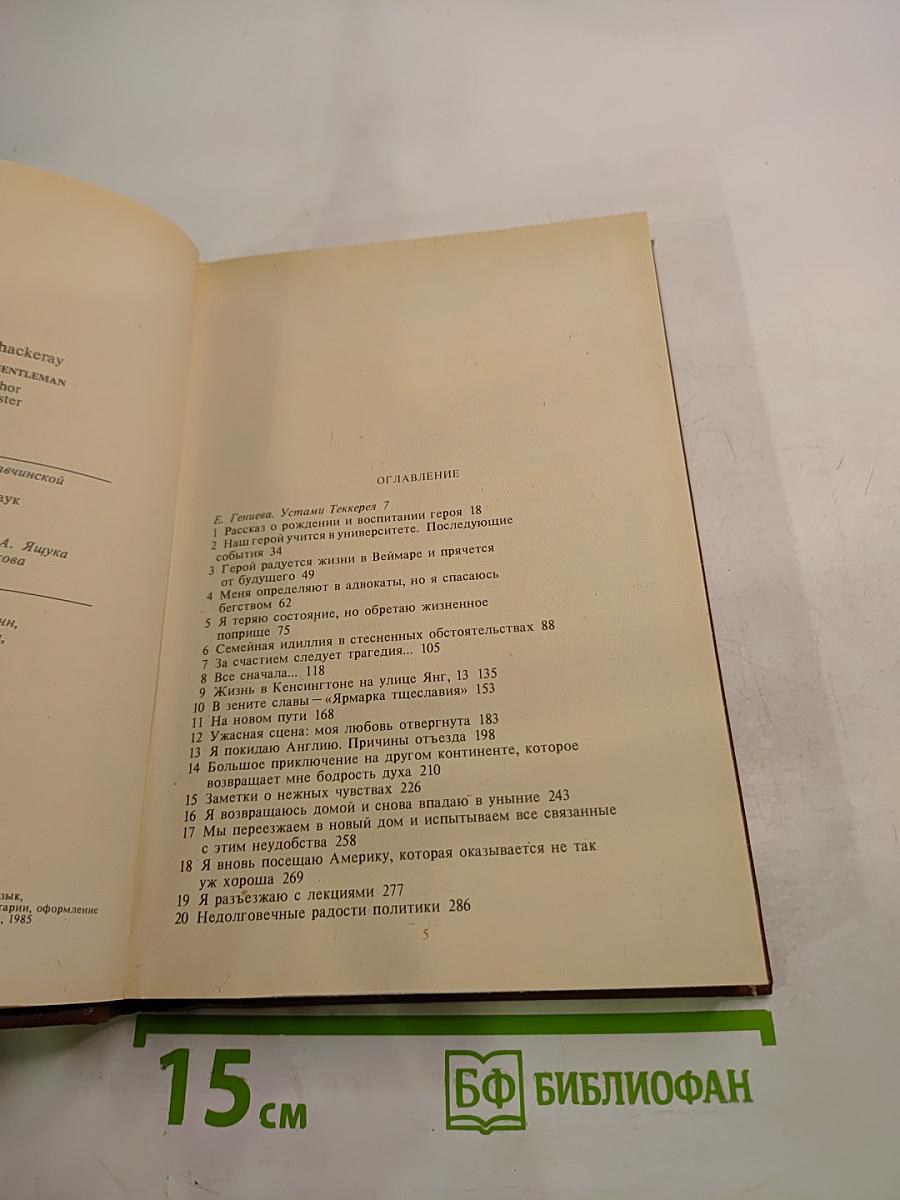 hackeray
ENTLEMAN
hor
ster
вчинской
аук
А. Ящука
кова
нн,
зык,
тарии, оформление
, 1985
ОГЛАВЛЕНИЕ
Е. Гениева. Устами Теккерея 7
1 Рассказ о рождении и воспитании героя 18
2 Наш герой учится в университете. Последующие
события 34
3 Герой радуется жизни в Веймаре и прячется
от будущего 49
4 Меня определяют в адвокаты, но я спасаюсь
бегством 62
5 Я теряю состояние, но обретаю жизненное
поприще 75
6 Семейная идиллия в стесненных обстоятельствах 88
7 За счастием следует трагедия... 105
8 Все сначала... 118
9 Жизнь в Кенсингтоне на улице Янг, 13 135
10 В зените славы — «Ярмарка тщеславия» 153
11 На новом пути 168
12 Ужасная сцена: моя любовь отвергнута 183
13 Я покидаю Англию. Причины отъезда 198
14 Большое приключение на другом континенте, которое
возвращает мне бодрость духа 210
15 Заметки о нежных чувствах 226
16 Я возвращаюсь домой и снова впадаю в уныние 243
17 Мы переезжаем в новый дом и испытываем все связанные
с этим неудобства 258
18 Я вновь посещаю Америку, которая оказывается не так
уж хороша 269
19 Я разъезжаю с лекциями 277
20 Недолговечные радости политики 286
5
15 см
БФ БИБЛИОФАН